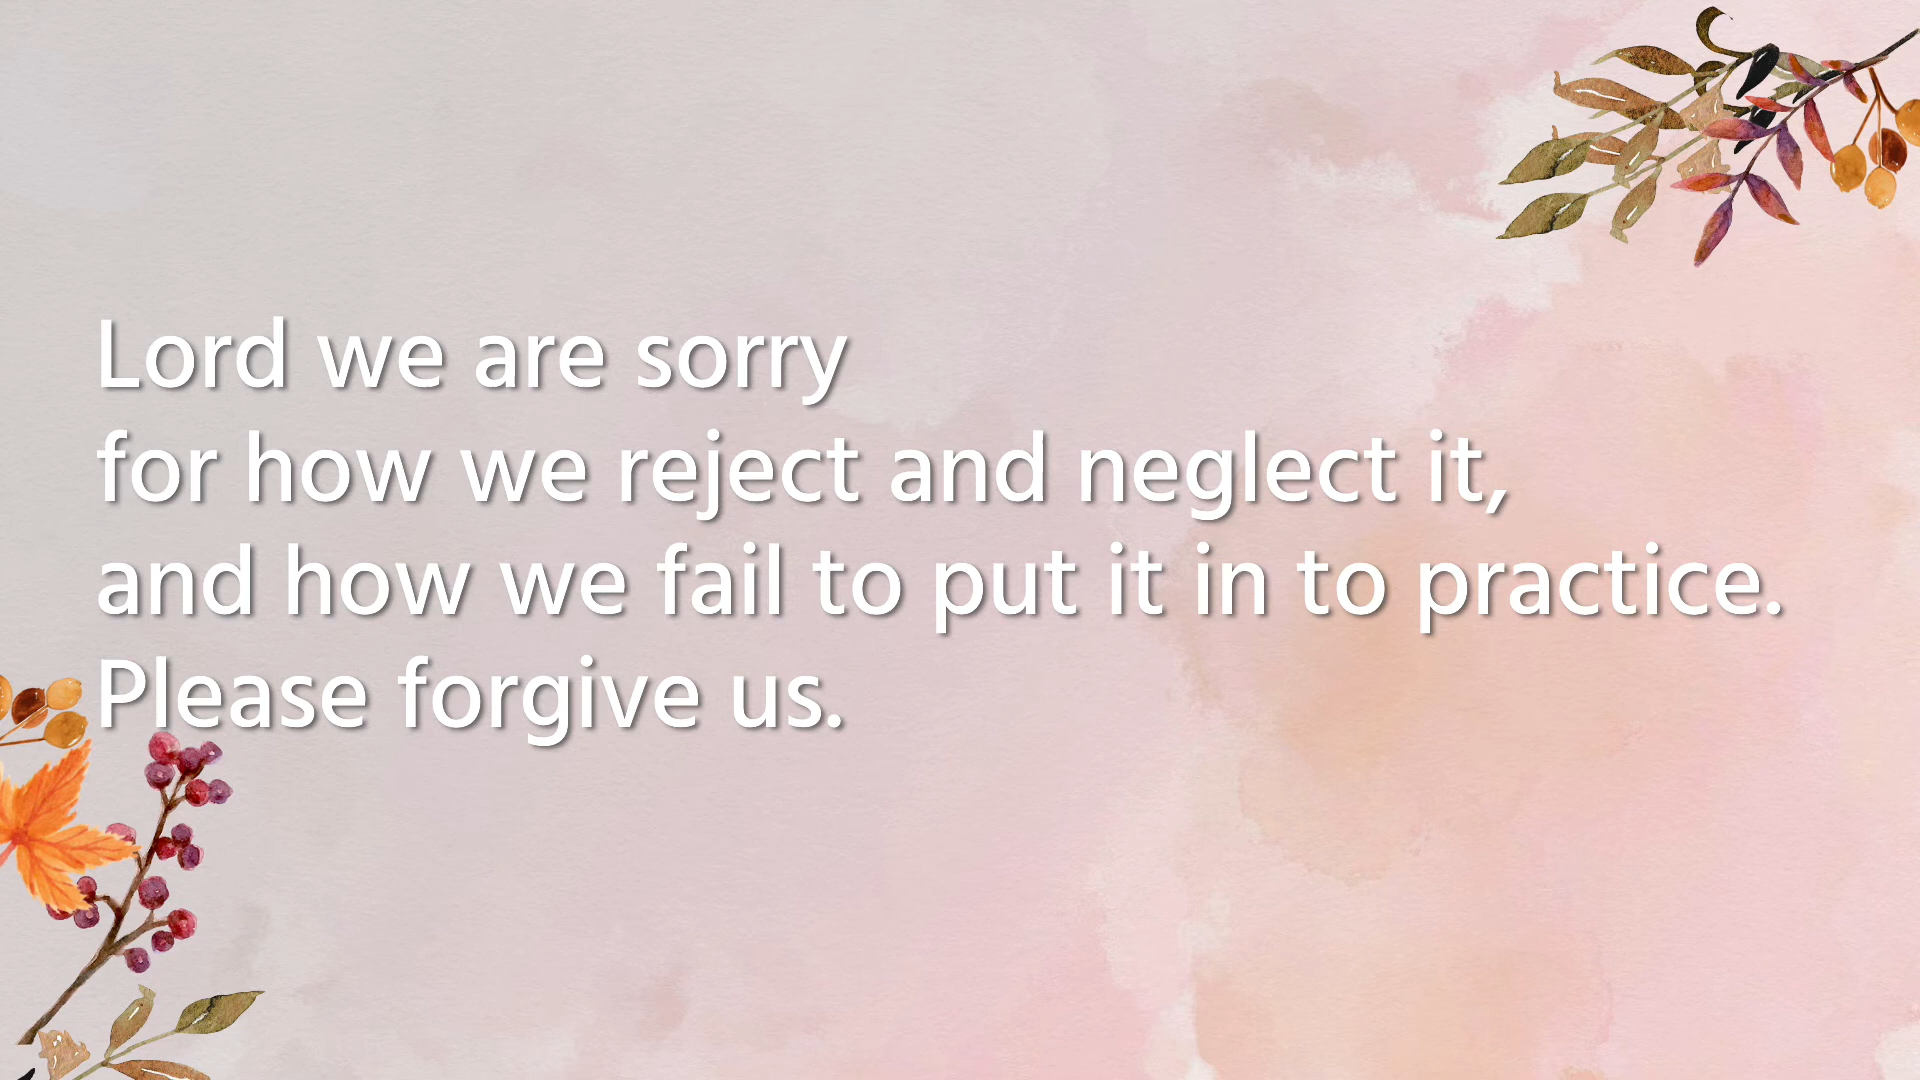 Lord we are sorry
for how we reject and neglect it,
and how we fail to put it in to practice.
Please forgive us.